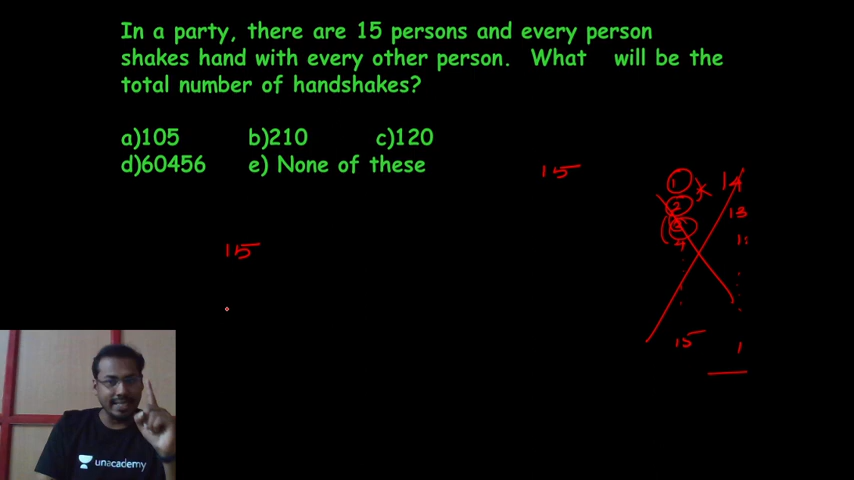 In a party, there are 15 persons and every person
shakes hand with every other person. What will be the
total number of handshakes?
a)105 b)210 c)120
d)60456 e) None of these
15
1 14
2 13
3
4
15
15 1
unacademy